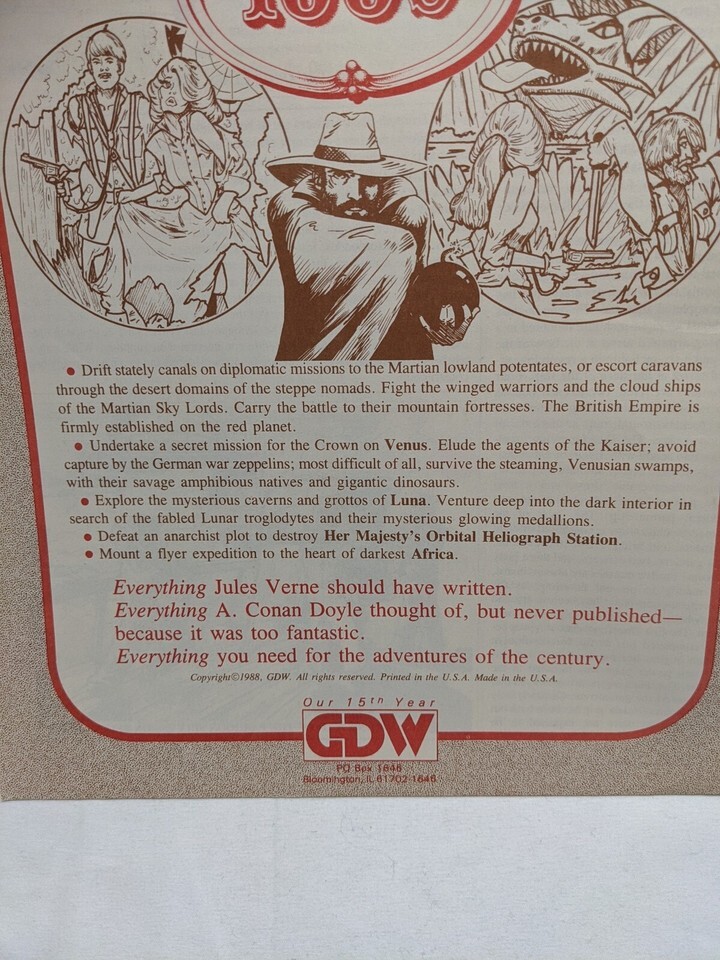 • Drift stately canals on diplomatic missions to the Martian lowland potentates, or escort caravans
through the desert domains of the steppe nomads. Fight the winged warriors and the cloud ships
of the Martian Sky Lords. Carry the battle to their mountain fortresses. The British Empire is
firmly established on the red planet.
• Undertake a secret mission for the Crown on Venus. Elude the agents of the Kaiser; avoid
capture by the German war zeppelins; most difficult of all, survive the steaming, Venusian swamps,
with their savage amphibious natives and gigantic dinosaurs.
• Explore the mysterious caverns and grottos of Luna. Venture deep into the dark interior in
search of the fabled Lunar troglodytes and their mysterious glowing medallions.
• Defeat an anarchist plot to destroy Her Majesty's Orbital Heliograph Station.
• Mount a flyer expedition to the heart of darkest Africa.
Everything Jules Verne should have written.
Everything A. Conan Doyle thought of, but never published—
because it was too fantastic.
Everything you need for the adventures of the century.
Copyright©1988, GDW. All rights reserved. Printed in the U.S.A. Made in the U.S.A.
Our 15th Year
GDW
PO Box 1646
Bloomington, IL 61702-1646